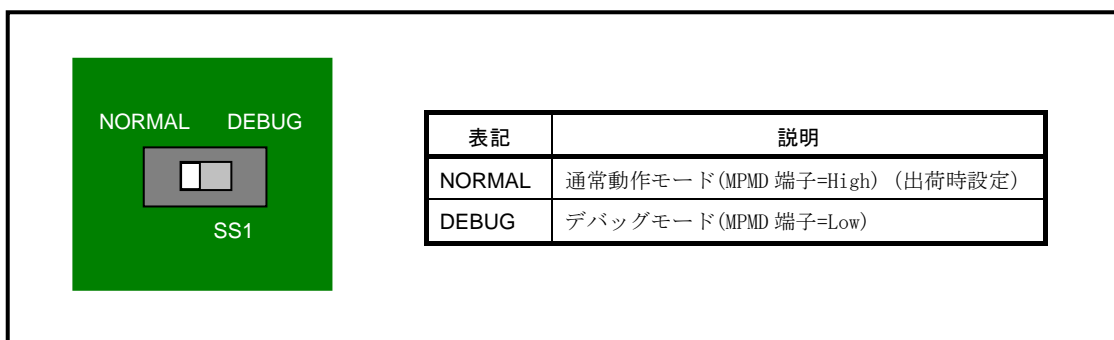 NORMAL DEBUG
SS1
表記 説明
NORMAL 通常動作モード(MPMD 端子=High) (出荷時設定)
DEBUG デバッグモード(MPMD 端子=Low)